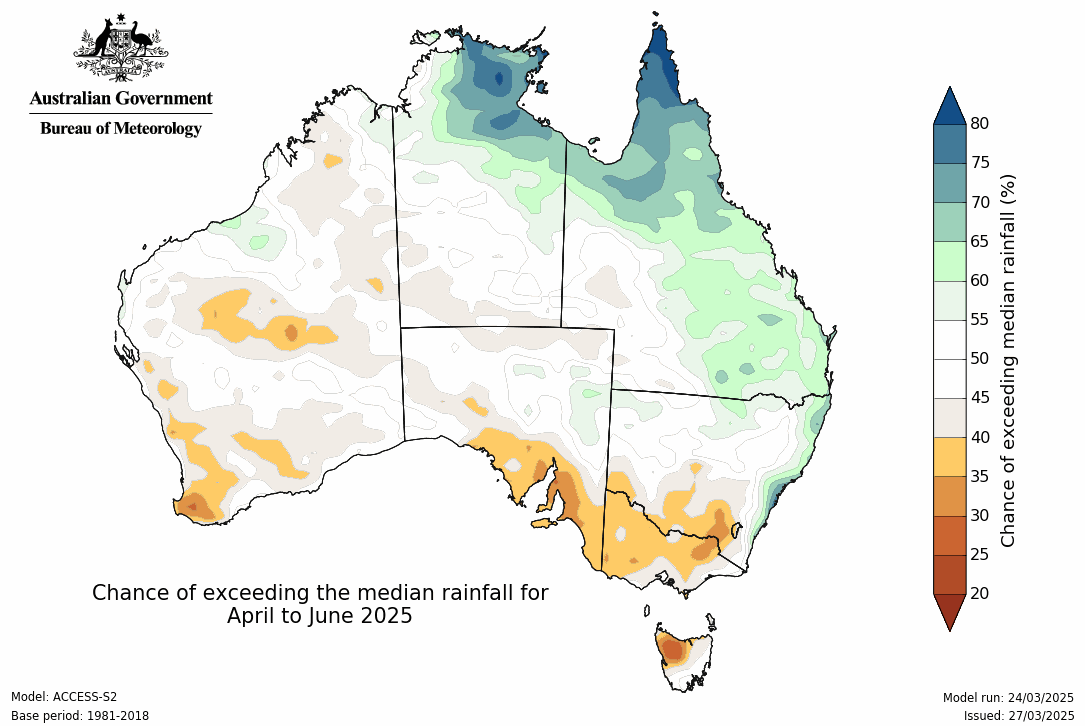 Australian Government
Bureau of Meteorology
80
75
70
65
60
55
50
45
40
35
30
25
20
Chance of exceeding median rainfall (%)
Chance of exceeding the median rainfall for
April to June 2025
Model: ACCESS-S2
Base period: 1981-2018
Model run: 24/03/2025
Issued: 27/03/2025